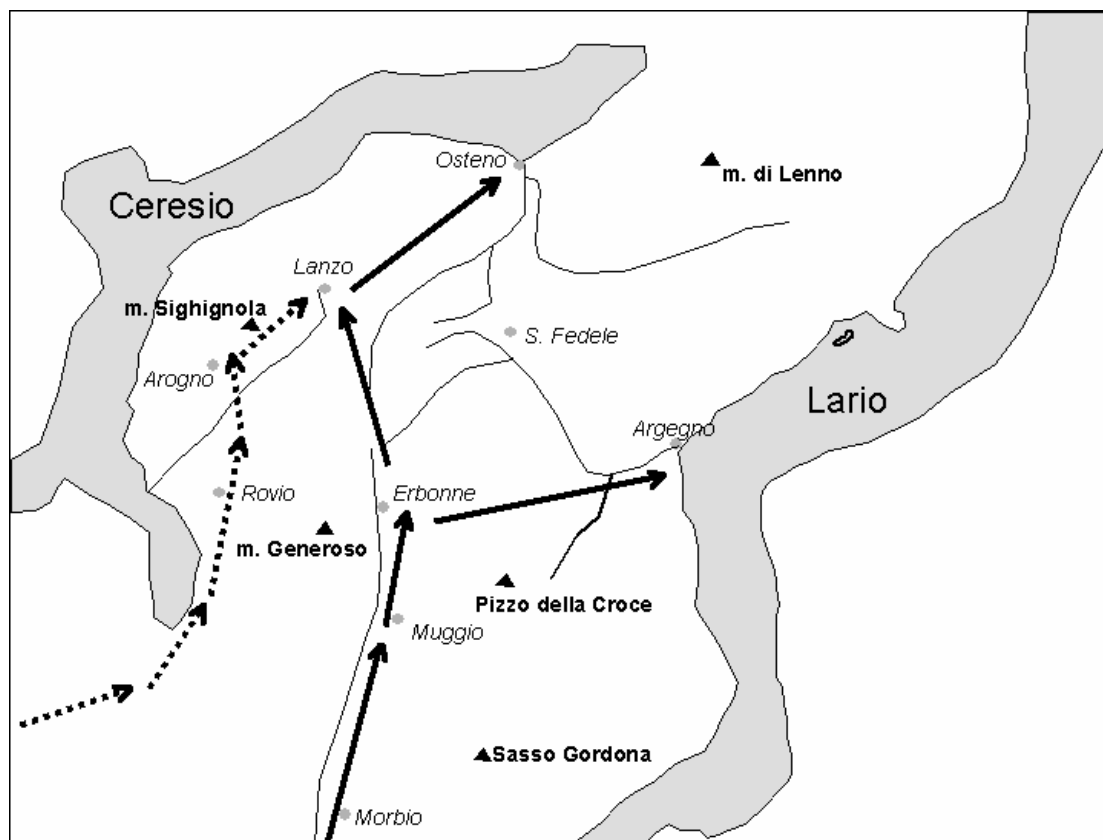 Osteno
m. di Lenno
Ceresio
Lanzo
m. Sighignola
S. Fedele
Arogno
Lario
Argegno
Rovio
Erbonne
m. Generoso
Pizzo della Croce
Muggio
Sasso Gordona
Morbio